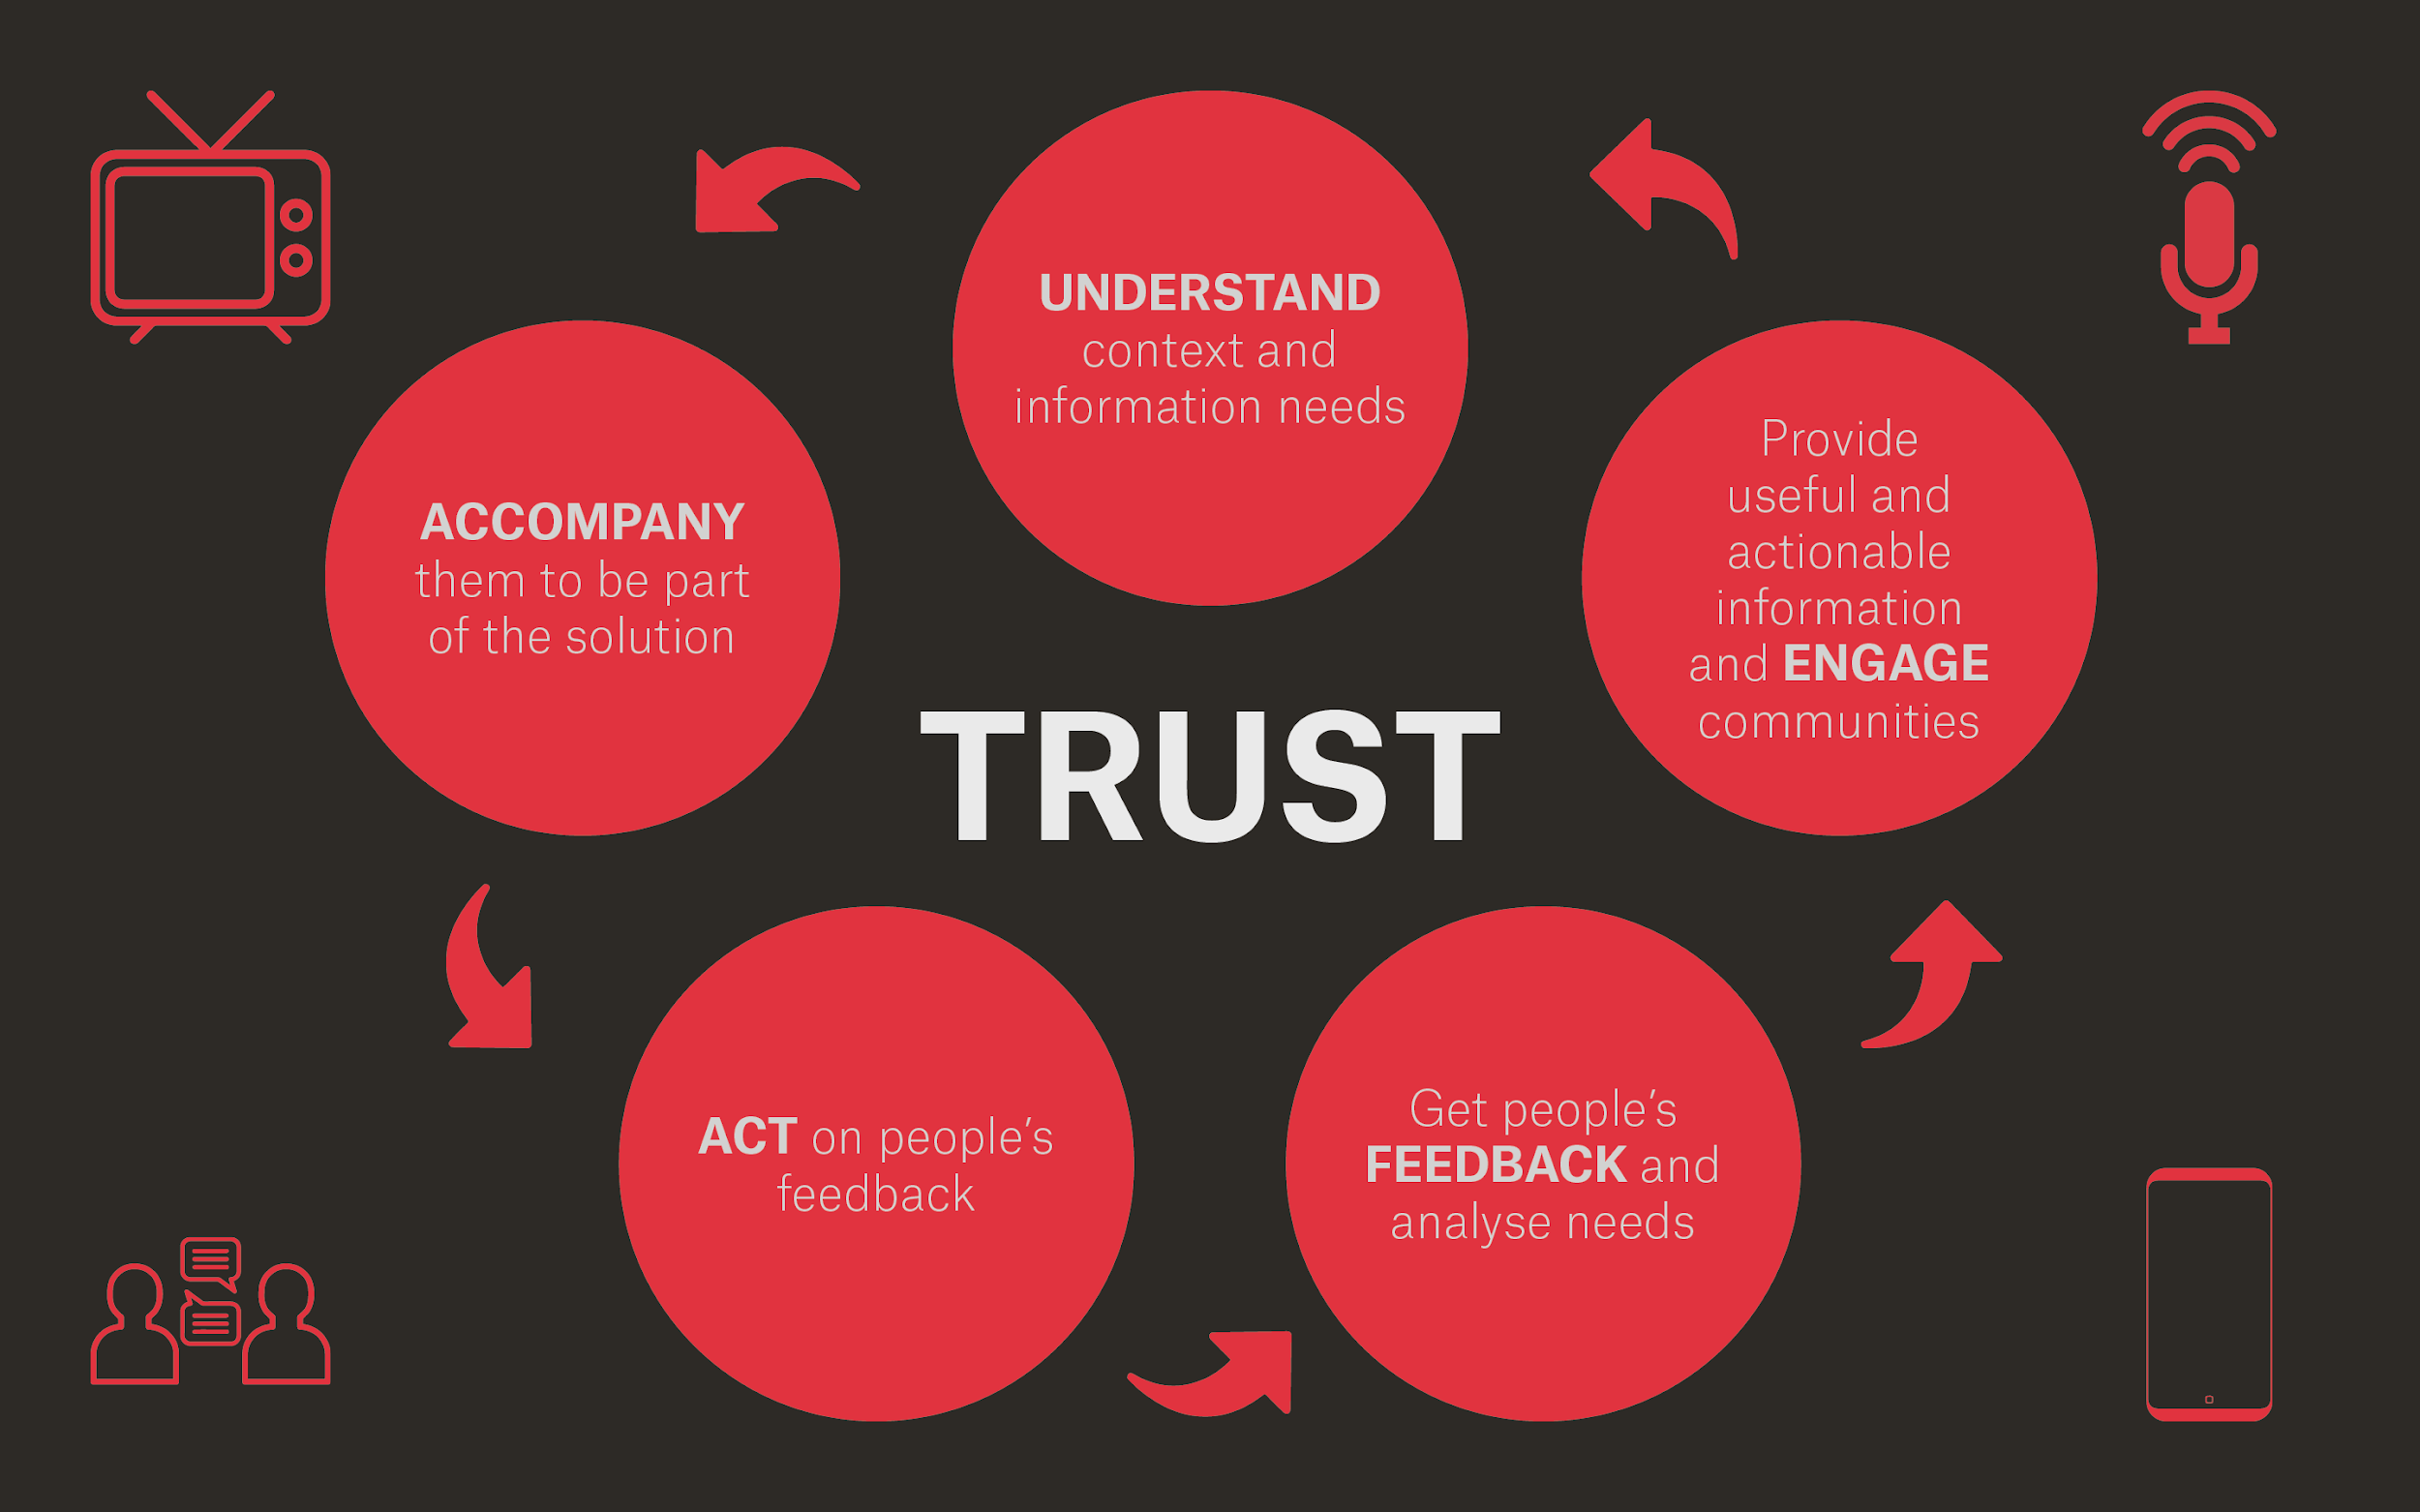 UNDERSTAND
context and
information needs
ACCOMPANY
them to be part
of the solution
Provide
useful and
actionable
information
and ENGAGE
communities
TRUST
ACT on people’s
feedback
Get people’s
FEEDBACK and
analyse needs